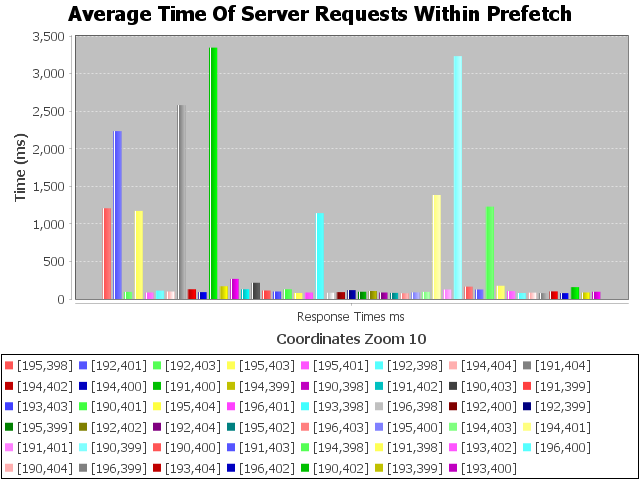 Average Time Of Server Requests Within Prefetch
3,500
3,000
2,500
2,000
1,500
1,000
500
0
Time (ms)
Response Times ms
Coordinates Zoom 10
[195,398] [192,401] [192,403] [195,403] [195,401] [192,398] [194,404] [191,404]
[194,402] [194,400] [191,400] [194,399] [190,398] [191,402] [190,403] [191,399]
[193,403] [190,401] [195,404] [196,401] [193,398] [196,398] [192,400] [192,399]
[195,399] [192,402] [192,404] [195,402] [196,403] [195,400] [194,403] [194,401]
[191,401] [190,399] [190,400] [191,403] [194,398] [191,398] [193,402] [196,400]
[190,404] [196,399] [193,404] [196,402] [190,402] [193,399] [193,400]